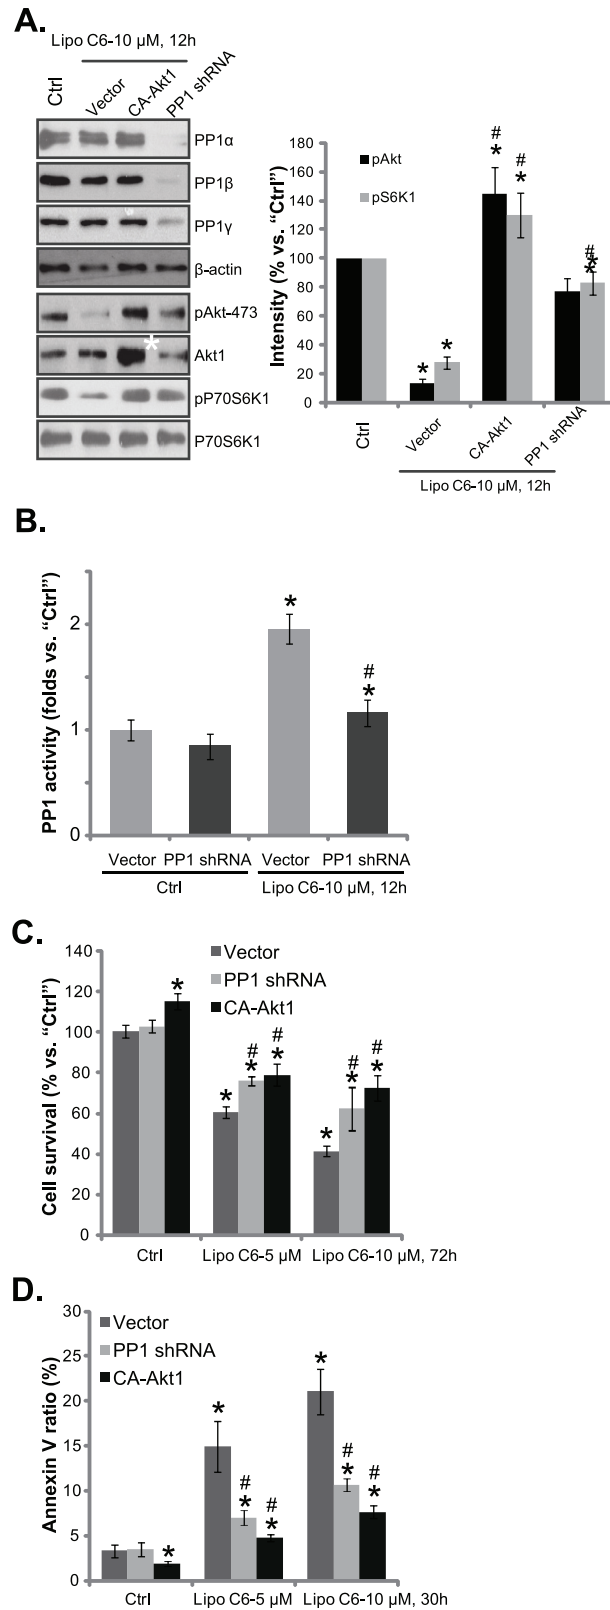 A.
Lipo C6-10 µM, 12h
Ctrl
Vector
CA-Akt1
PP1 shRNA
PP1α
PP1β
PP1γ
β-actin
pAkt-473
*
Akt1
pP70S6K1
P70S6K1
Intensity (% vs. “Ctrl”)
180
160
140
120
100
80
60
40
20
0
pAkt
pS6K1
* *
# #
* *
#
*
*
Ctrl
Vector
CA-Akt1
PP1 shRNA
Lipo C6-10 µM, 12h
B.
PP1 activity (folds vs. “Ctrl”)
2
1
0
*
#
*
Vector PP1 shRNA Vector PP1 shRNA
Ctrl Lipo C6-10 µM, 12h
C.
Cell survival (% vs. “Ctrl”)
140
120
100
80
60
40
20
0
Vector
PP1 shRNA
CA-Akt1
*
# # # #
* * * * * *
Ctrl Lipo C6-5 µM Lipo C6-10 µM, 72h
D.
Annexin V ratio (%)
30
25
20
15
10
5
0
Vector
PP1 shRNA
CA-Akt1
*
# # # #
* * * * * *
Ctrl Lipo C6-5 µM Lipo C6-10 µM, 30h